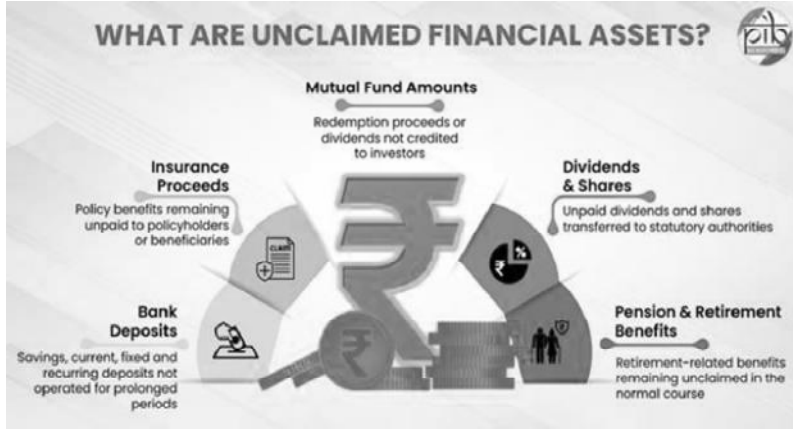 WHAT ARE UNCLAIMED FINANCIAL ASSETS?
pib
Mutual Fund Amounts
Redemption proceeds or
dividends not credited
to investors
Insurance
Proceeds
Policy benefits remaining
unpaid to policyholders
or beneficiaries
CLAIM
Dividends
& Shares
Unpaid dividends and shares
transferred to statutory authorities
₹
%
₹
Bank
Deposits
Savings, current, fixed and
recurring deposits not
operated for prolonged
periods
₹
Pension & Retirement
Benefits
Retirement-related benefits
remaining unclaimed in the
normal course